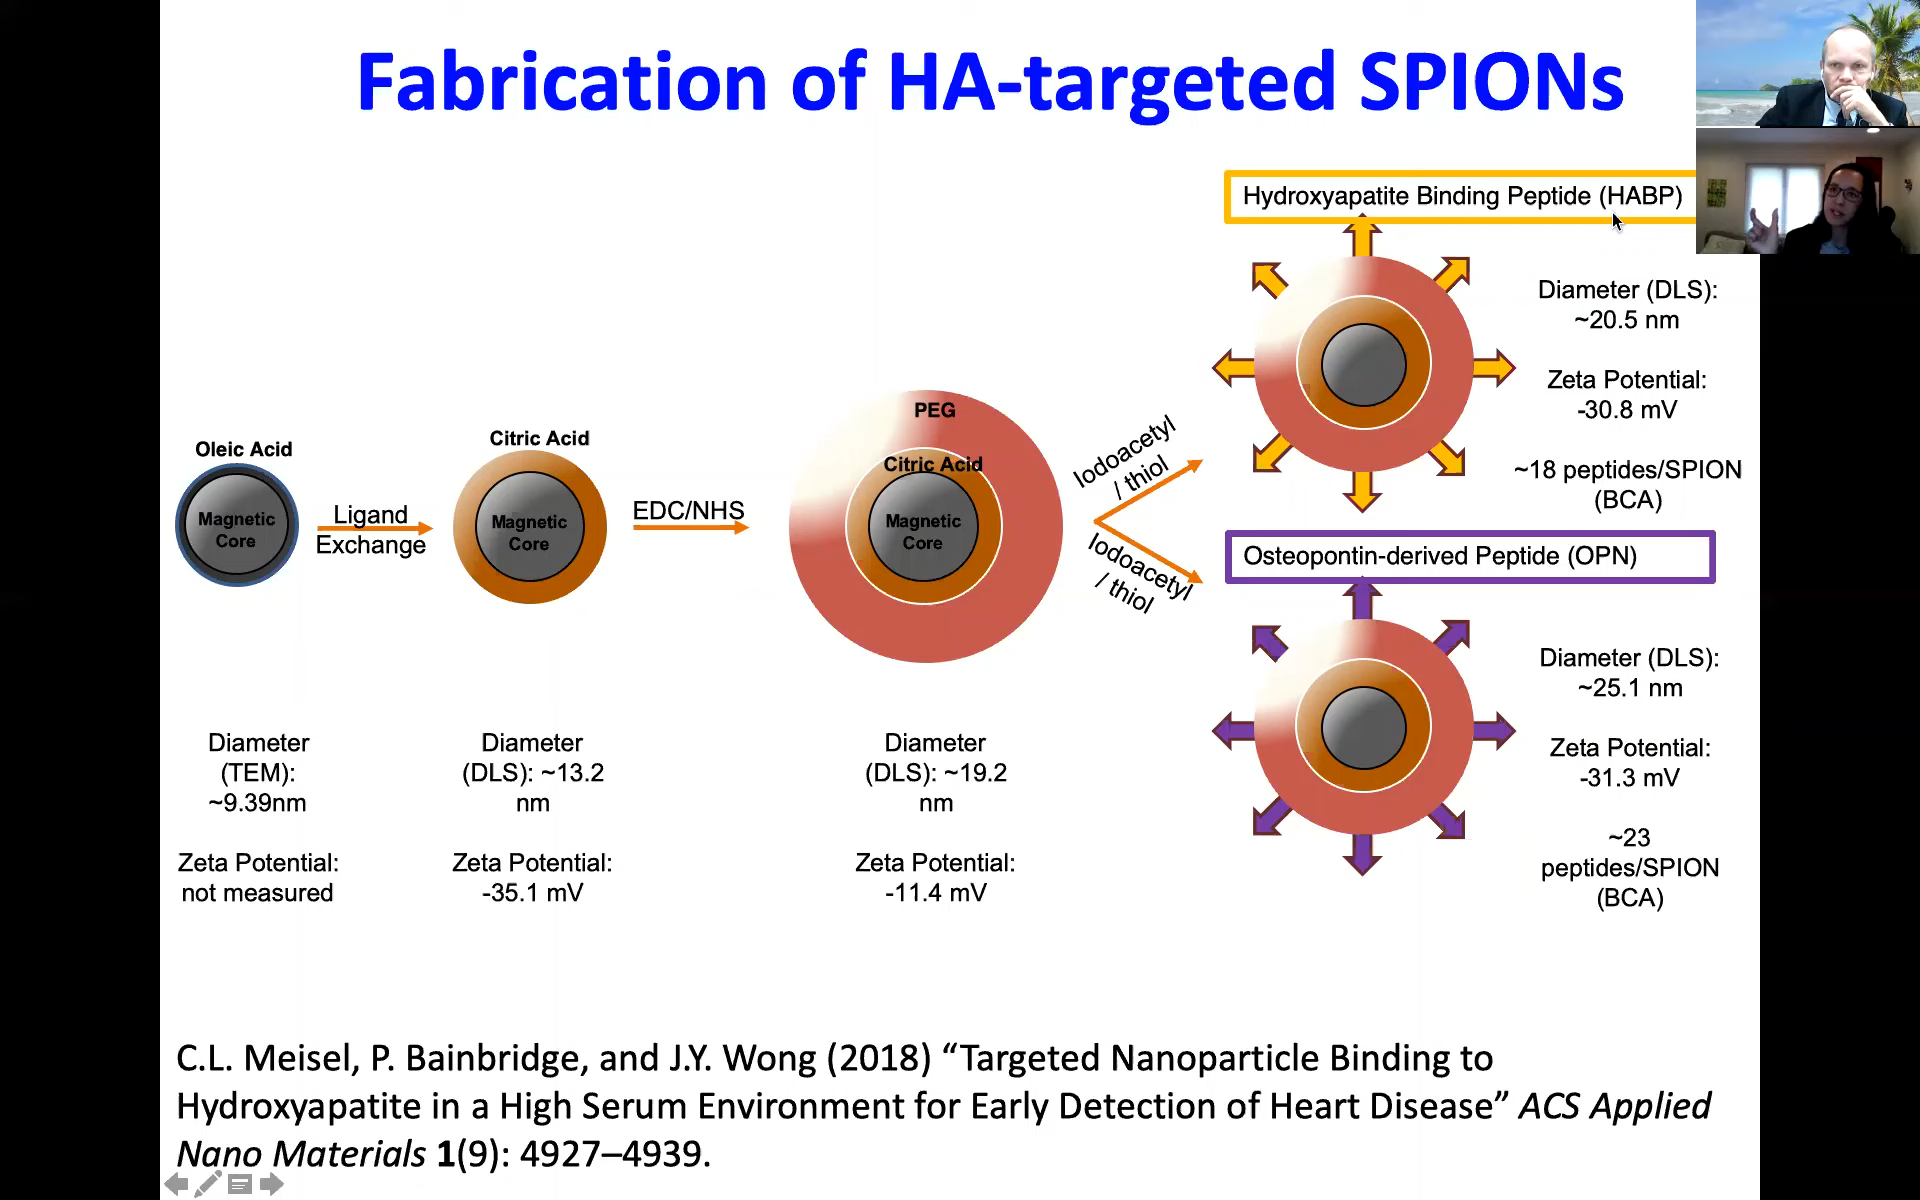 Fabrication of HA-targeted SPIONs
Hydroxyapatite Binding Peptide (HABP)
Diameter (DLS):
~20.5 nm
Zeta Potential:
-30.8 mV
~18 peptides/SPION
(BCA)
Oleic Acid
Magnetic
Core
Ligand
Exchange
Citric Acid
Magnetic
Core
EDC/NHS
PEG
Citric Acid
Magnetic
Core
Iodoacetyl
/ thiol
Iodoacetyl
/ thiol
Osteopontin-derived Peptide (OPN)
Diameter (DLS):
~25.1 nm
Zeta Potential:
-31.3 mV
~23
peptides/SPION
(BCA)
Diameter
(TEM):
~9.39nm
Zeta Potential:
not measured
Diameter
(DLS): ~13.2
nm
Zeta Potential:
-35.1 mV
Diameter
(DLS): ~19.2
nm
Zeta Potential:
-11.4 mV
C.L. Meisel, P. Bainbridge, and J.Y. Wong (2018) “Targeted Nanoparticle Binding to
Hydroxyapatite in a High Serum Environment for Early Detection of Heart Disease” ACS Applied
Nano Materials 1(9): 4927–4939.